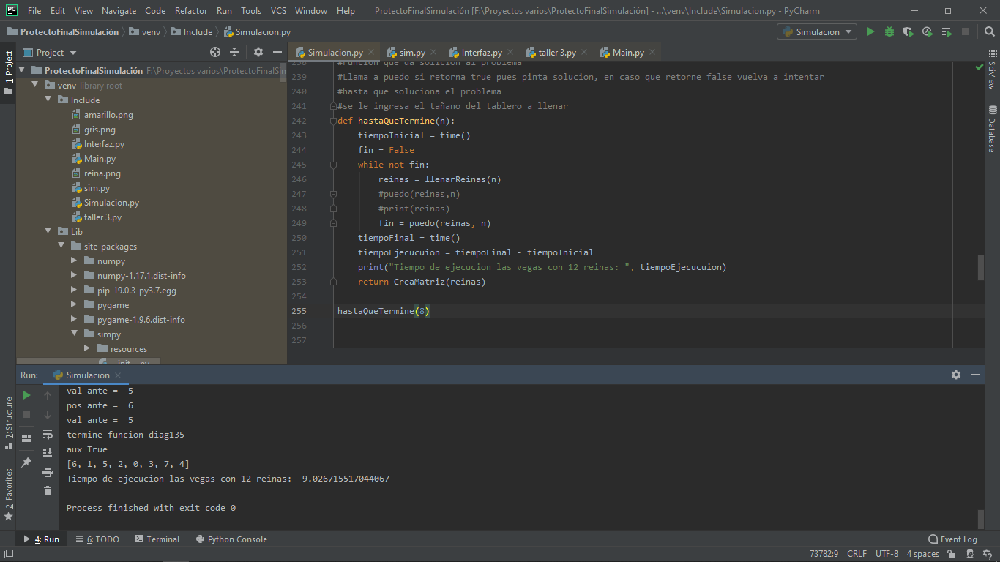 PC File Edit View Navigate Code Refactor Run Tools VCS Window Help ProtectoFinalSimulación [F:\Proyectos varios\ProtectoFinalSimulación] - ...\venv\Include\Simulacion.py - PyCharm
ProtectoFinalSimulación venv Include Simulacion.py Simulacion
1: Project
Project
Simulacion.py sim.py Interfaz.py taller 3.py Main.py
SciView
Database
ProtectoFinalSimulación F:\Proyectos varios\ProtectoFinalSim
venv library root
Include
amarillo.png
gris.png
Interfaz.py
Main.py
reina.png
sim.py
Simulacion.py
taller 3.py
Lib
site-packages
numpy
numpy-1.17.1.dist-info
pip-19.0.3-py3.7.egg
pygame
pygame-1.9.6.dist-info
simpy
resources
__init__.py
238 #Funcion que da solicion al problema
239 #Llama a puedo si retorna true pues pinta solucion, en caso que retorne false vuelva a intentar
240 #hasta que soluciona el problema
241 #se le ingresa el tañano del tablero a llenar
242 def hastaQueTermine(n):
243 tiempoInicial = time()
244 fin = False
245 while not fin:
246 reinas = llenarReinas(n)
247 #puedo(reinas,n)
248 #print(reinas)
249 fin = puedo(reinas, n)
250 tiempoFinal = time()
251 tiempoEjecucuion = tiempoFinal - tiempoInicial
252 print("Tiempo de ejecucion las vegas con 12 reinas: ", tiempoEjecucuion)
253 return CreaMatriz(reinas)
254
255 hastaQueTermine(8)
256
257
Run: Simulacion
7: Structure
2: Favorites
val ante =  5
pos ante =  6
val ante =  5
termine funcion diag135
aux True
[6, 1, 5, 2, 0, 3, 7, 4]
Tiempo de ejecucion las vegas con 12 reinas:  9.026715517044067
Process finished with exit code 0
4: Run 6: TODO Terminal Python Console Event Log
73782:9 CRLF UTF-8 4 spaces